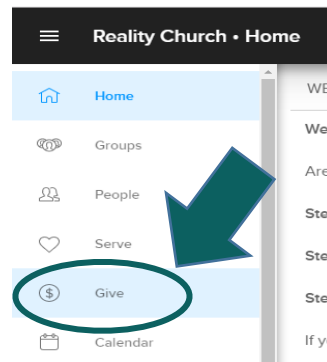 Reality Church • Home
Home
Groups
People
Serve
$ Give
Calendar
WE
We
Are
Ste
Ste
Ste
If y